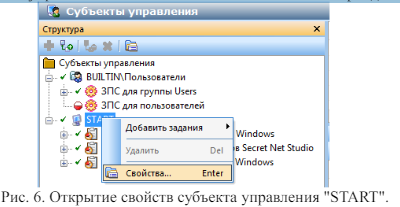 Субъекты управления
Структура
Субъекты управления
BUILTIN\Пользователи
ЗПС для группы Users
ЗПС для пользователей
START
Добавить задания
Windows
Удалить Del
в Secret Net Studio
Свойства... Enter
Windows
Рис. 6. Открытие свойств субъекта управления "START".